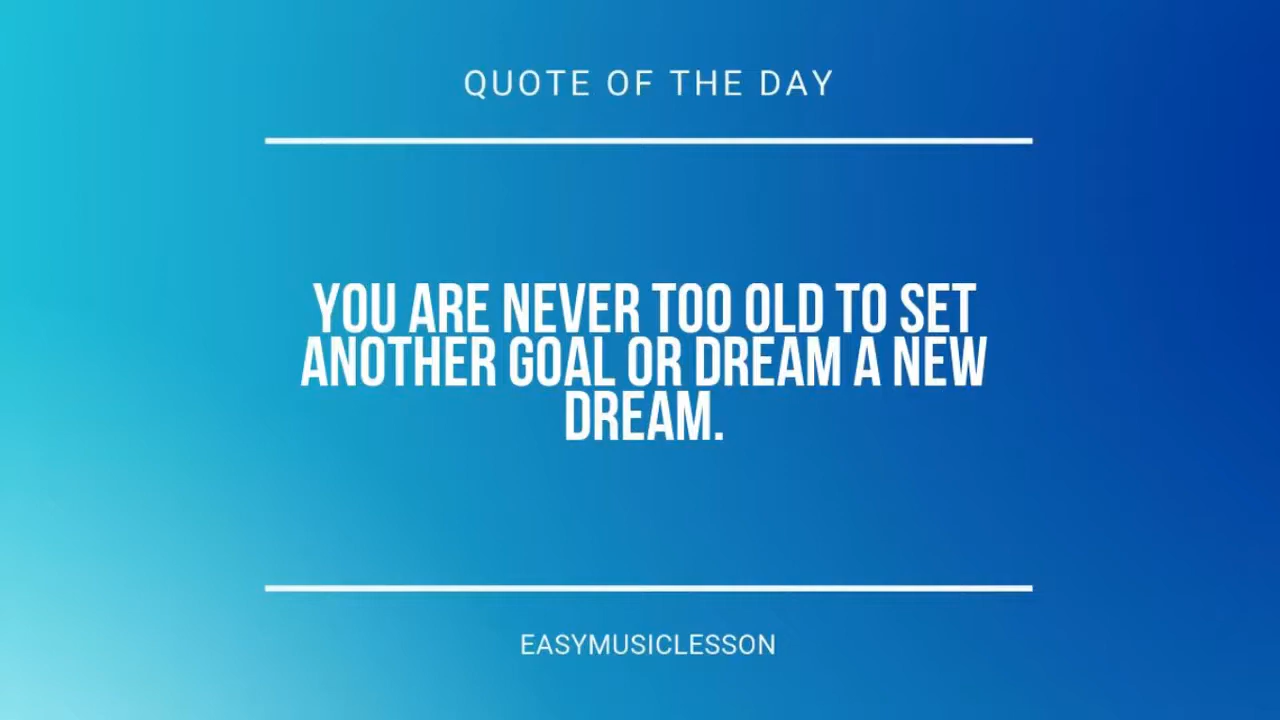 QUOTE OF THE DAY
YOU ARE NEVER TOO OLD TO SET
ANOTHER GOAL OR DREAM A NEW
DREAM.
EASYMUSICLESSON